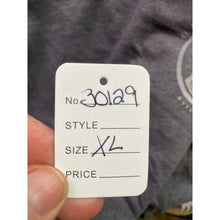 No. 30129
STYLE
SIZE XL
PRICE